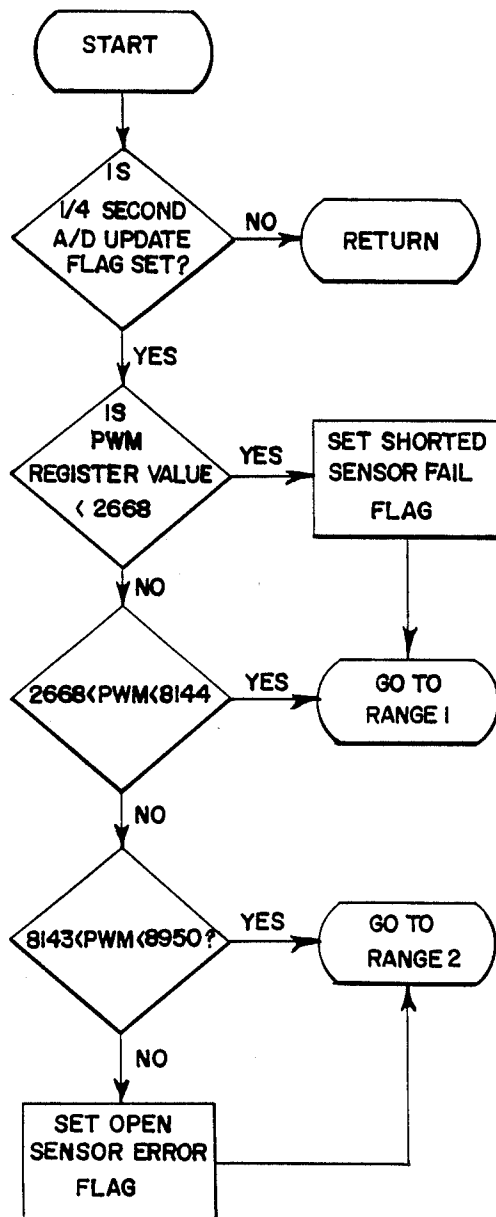 START
IS
1/4 SECOND
A/D UPDATE
FLAG SET?
NO
RETURN
YES
IS
PWM
REGISTER VALUE
< 2668
YES
SET SHORTED
SENSOR FAIL
FLAG
NO
2668<PWM<8144
YES
GO TO
RANGE 1
NO
8143<PWM<8950?
YES
GO TO
RANGE 2
NO
SET OPEN
SENSOR ERROR
FLAG